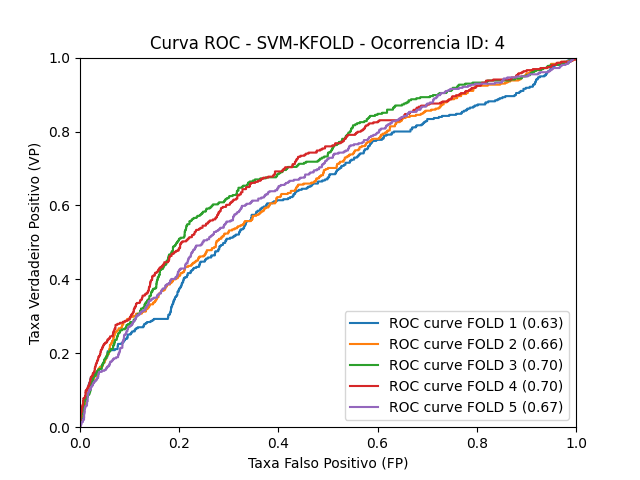 Curva ROC - SVM-KFOLD - Ocorrencia ID: 4
1.0
0.8
0.6
0.4
0.2
0.0
Taxa Verdadeiro Positivo (VP)
ROC curve FOLD 1 (0.63)
ROC curve FOLD 2 (0.66)
ROC curve FOLD 3 (0.70)
ROC curve FOLD 4 (0.70)
ROC curve FOLD 5 (0.67)
0.0 0.2 0.4 0.6 0.8 1.0
Taxa Falso Positivo (FP)